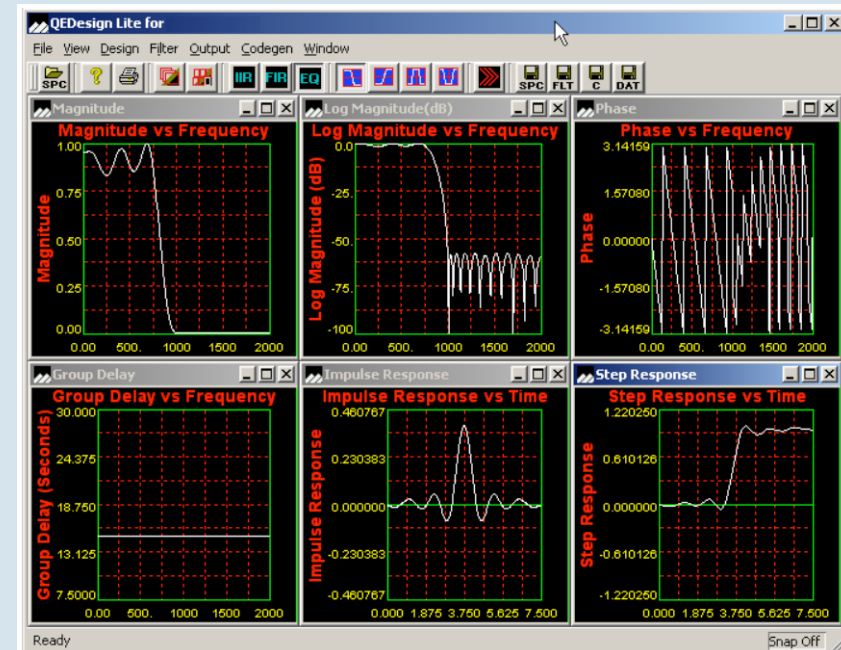 QEDesign Lite for
File View Design Filter Output Codegen Window
SPC ? IIR FIR EQ SPC FLT C DAT
Magnitude
Magnitude vs Frequency
Magnitude
1.00
0.75
0.50
0.25
0.00
0.00 500. 1000 1500 2000
Log Magnitude(dB)
Log Magnitude vs Frequency
Log Magnitude (dB)
0.0
-25.
-50.
-75.
-100
0.00 500. 1000 1500 2000
Phase
Phase vs Frequency
Phase
3.14159
1.57080
0.00000
-1.57080
-3.14159
0.00 500. 1000 1500 2000
Group Delay
Group Delay vs Frequency
Group Delay (Seconds)
30.000
24.375
18.750
13.125
7.5000
0.00 500. 1000 1500 2000
Impulse Response
Impulse Response vs Time
Impulse Response
0.460767
0.230383
0.000000
-0.230383
-0.460767
0.000 1.875 3.750 5.625 7.500
Step Response
Step Response vs Time
Step Response
1.220250
0.610126
0.000000
-0.610126
-1.220250
0.000 1.875 3.750 5.625 7.500
Ready
Snap Off